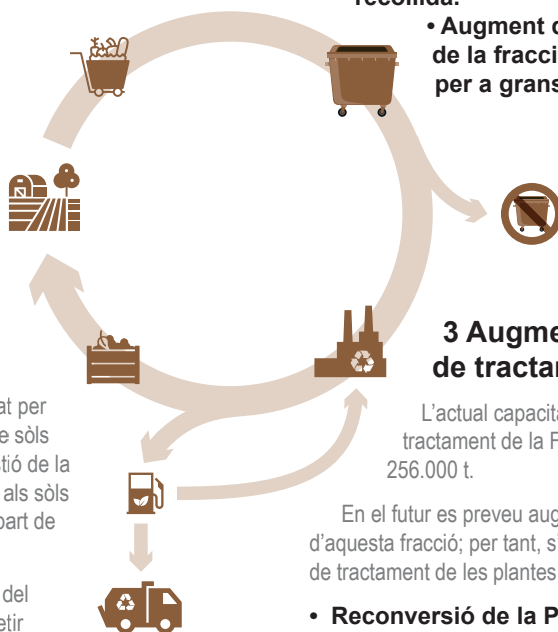 recollida.
• Augment d
de la fracci
per a grans
3 Augme
de tractar
L'actual capacita
tractament de la F
256.000 t.
En el futur es preveu aug
d'aquesta fracció; per tant, s'
de tractament de les plantes
• Reconversió de la P
at per
e sòls
stió de la
als sòls
part de
del
etir